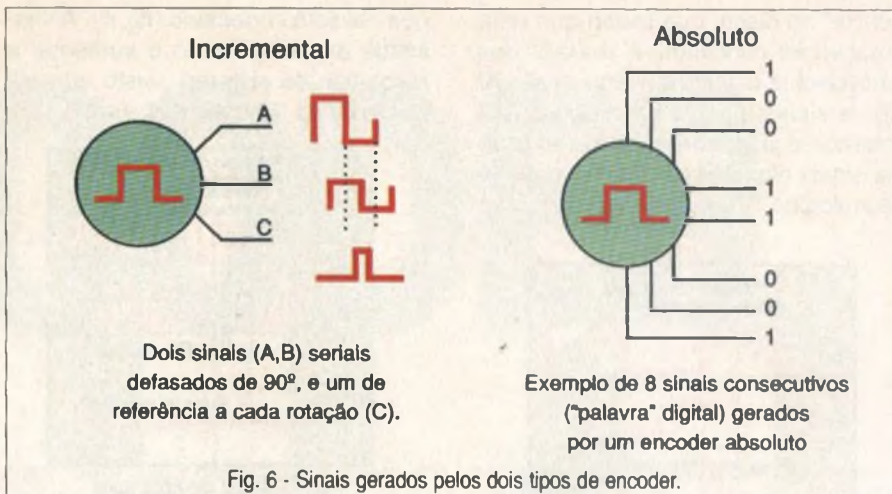 Incremental
A
B
C
Dois sinais (A,B) seriais
defasados de 90º, e um de
referência a cada rotação (C).
Absoluto
1
0
0
1
1
0
0
1
Exemplo de 8 sinais consecutivos
("palavra" digital) gerados
por um encoder absoluto
Fig. 6 - Sinais gerados pelos dois tipos de encoder.